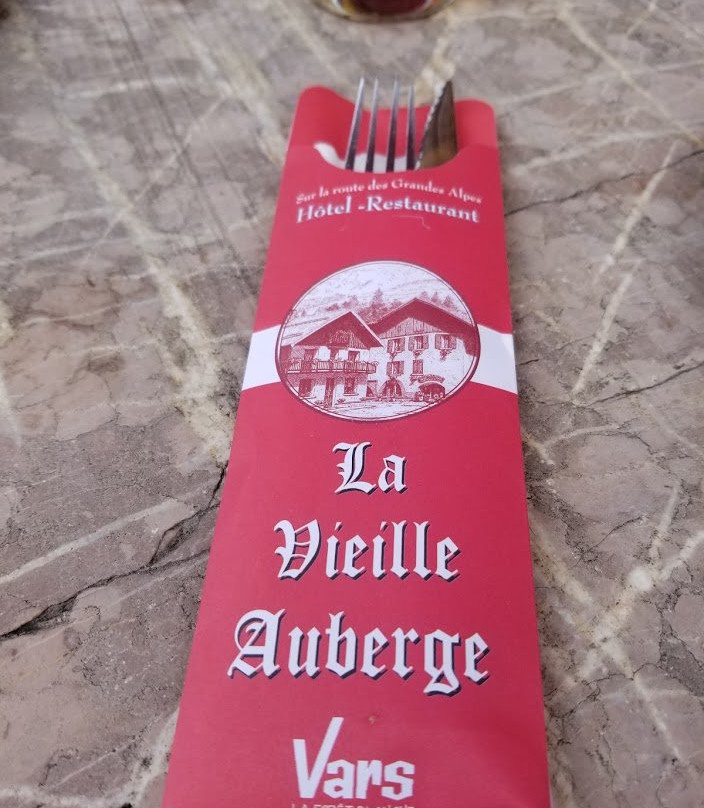 Sur la route des Grandes Alpes
Hôtel -Restaurant
La
Vieille
Auberge
Vars